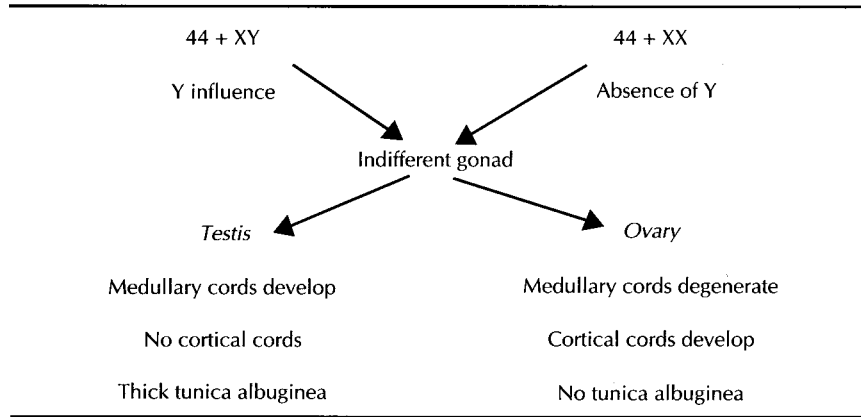 44 + XY
44 + XX
Y influence
Absence of Y
Indifferent gonad
Testis
Ovary
Medullary cords develop
Medullary cords degenerate
No cortical cords
Cortical cords develop
Thick tunica albuginea
No tunica albuginea